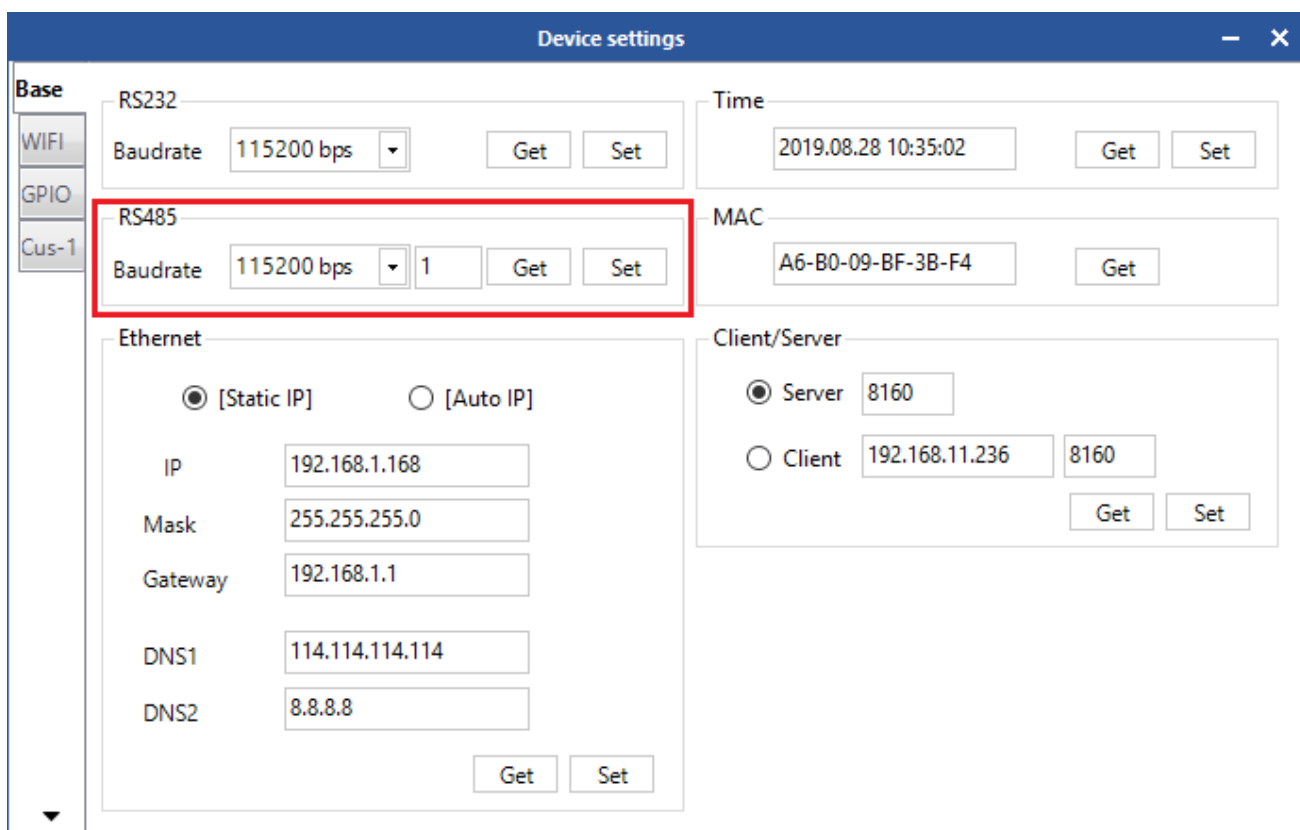 Device settings
Base
WIFI
GPIO
Cus-1
RS232
Baudrate 115200 bps Get Set
RS485
Baudrate 115200 bps 1 Get Set
Ethernet
[Static IP] [Auto IP]
IP 192.168.1.168
Mask 255.255.255.0
Gateway 192.168.1.1
DNS1 114.114.114.114
DNS2 8.8.8.8
Get Set
Time
2019.08.28 10:35:02 Get Set
MAC
A6-B0-09-BF-3B-F4 Get
Client/Server
Server 8160
Client 192.168.11.236 8160
Get Set